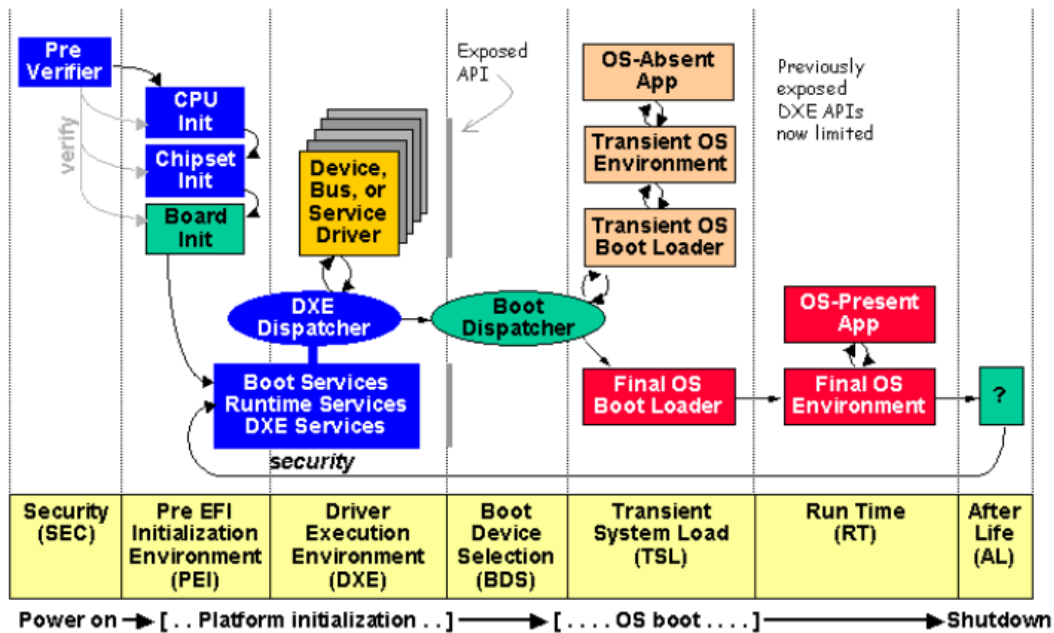 Pre
Verifier
verify
CPU
Init
Chipset
Init
Board
Init
Exposed
API
Device,
Bus, or
Service
Driver
DXE
Dispatcher
Boot Services
Runtime Services
DXE Services
security
Boot
Dispatcher
OS-Absent
App
Transient OS
Environment
Transient OS
Boot Loader
Final OS
Boot Loader
Previously
exposed
DXE APIs
now limited
OS-Present
App
Final OS
Environment
?
Security
(SEC)
Pre EFI
Initialization
Environment
(PEI)
Driver
Execution
Environment
(DXE)
Boot
Device
Selection
(BDS)
Transient
System Load
(TSL)
Run Time
(RT)
After
Life
(AL)
Power on [ . . Platform initialization . . ] [ . . . . OS boot . . . . ] Shutdown